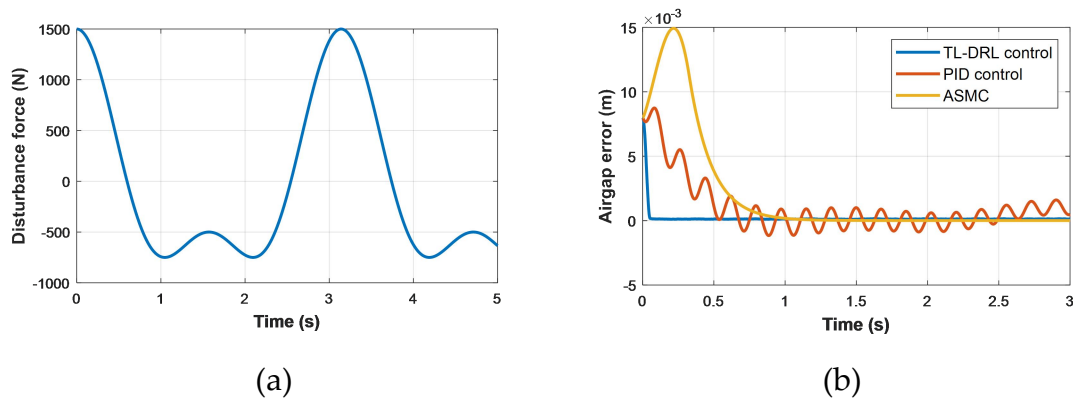 1500
1000
500
0
-500
-1000
0
1
2
3
4
5
Disturbance force (N)
Time (s)
(a)
×10-3
15
10
5
0
-5
0
0.5
1
1.5
2
2.5
3
Airgap error (m)
Time (s)
TL-DRL control
PID control
ASMC
(b)